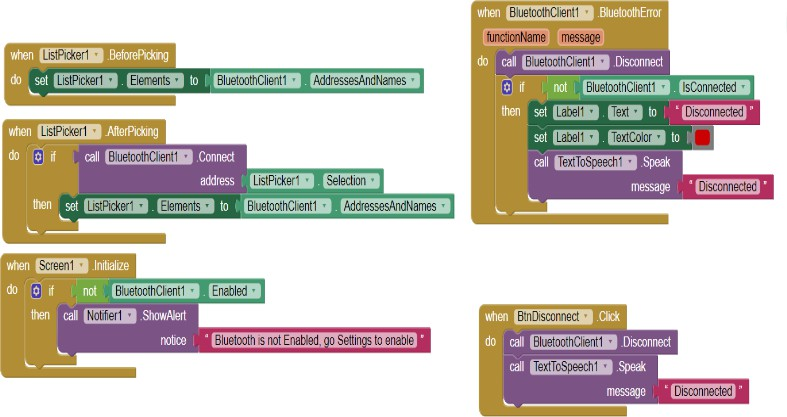 when ListPicker1 .BeforePicking
do set ListPicker1 . Elements to BluetoothClient1 . AddressesAndNames
when ListPicker1 .AfterPicking
do if call BluetoothClient1 .Connect
address ListPicker1 . Selection
then set ListPicker1 . Elements to BluetoothClient1 . AddressesAndNames
when Screen1 .Initialize
do if not BluetoothClient1 . Enabled
then call Notifier1 .ShowAlert
notice " Bluetooth is not Enabled, go Settings to enable "
when BluetoothClient1 .BluetoothError
functionName message
do call BluetoothClient1 .Disconnect
if not BluetoothClient1 . IsConnected
then set Label1 . Text to " Disconnected "
set Label1 . TextColor to
call TextToSpeech1 .Speak
message " Disconnected "
when BtnDisconnect .Click
do call BluetoothClient1 .Disconnect
call TextToSpeech1 .Speak
message " Disconnected "